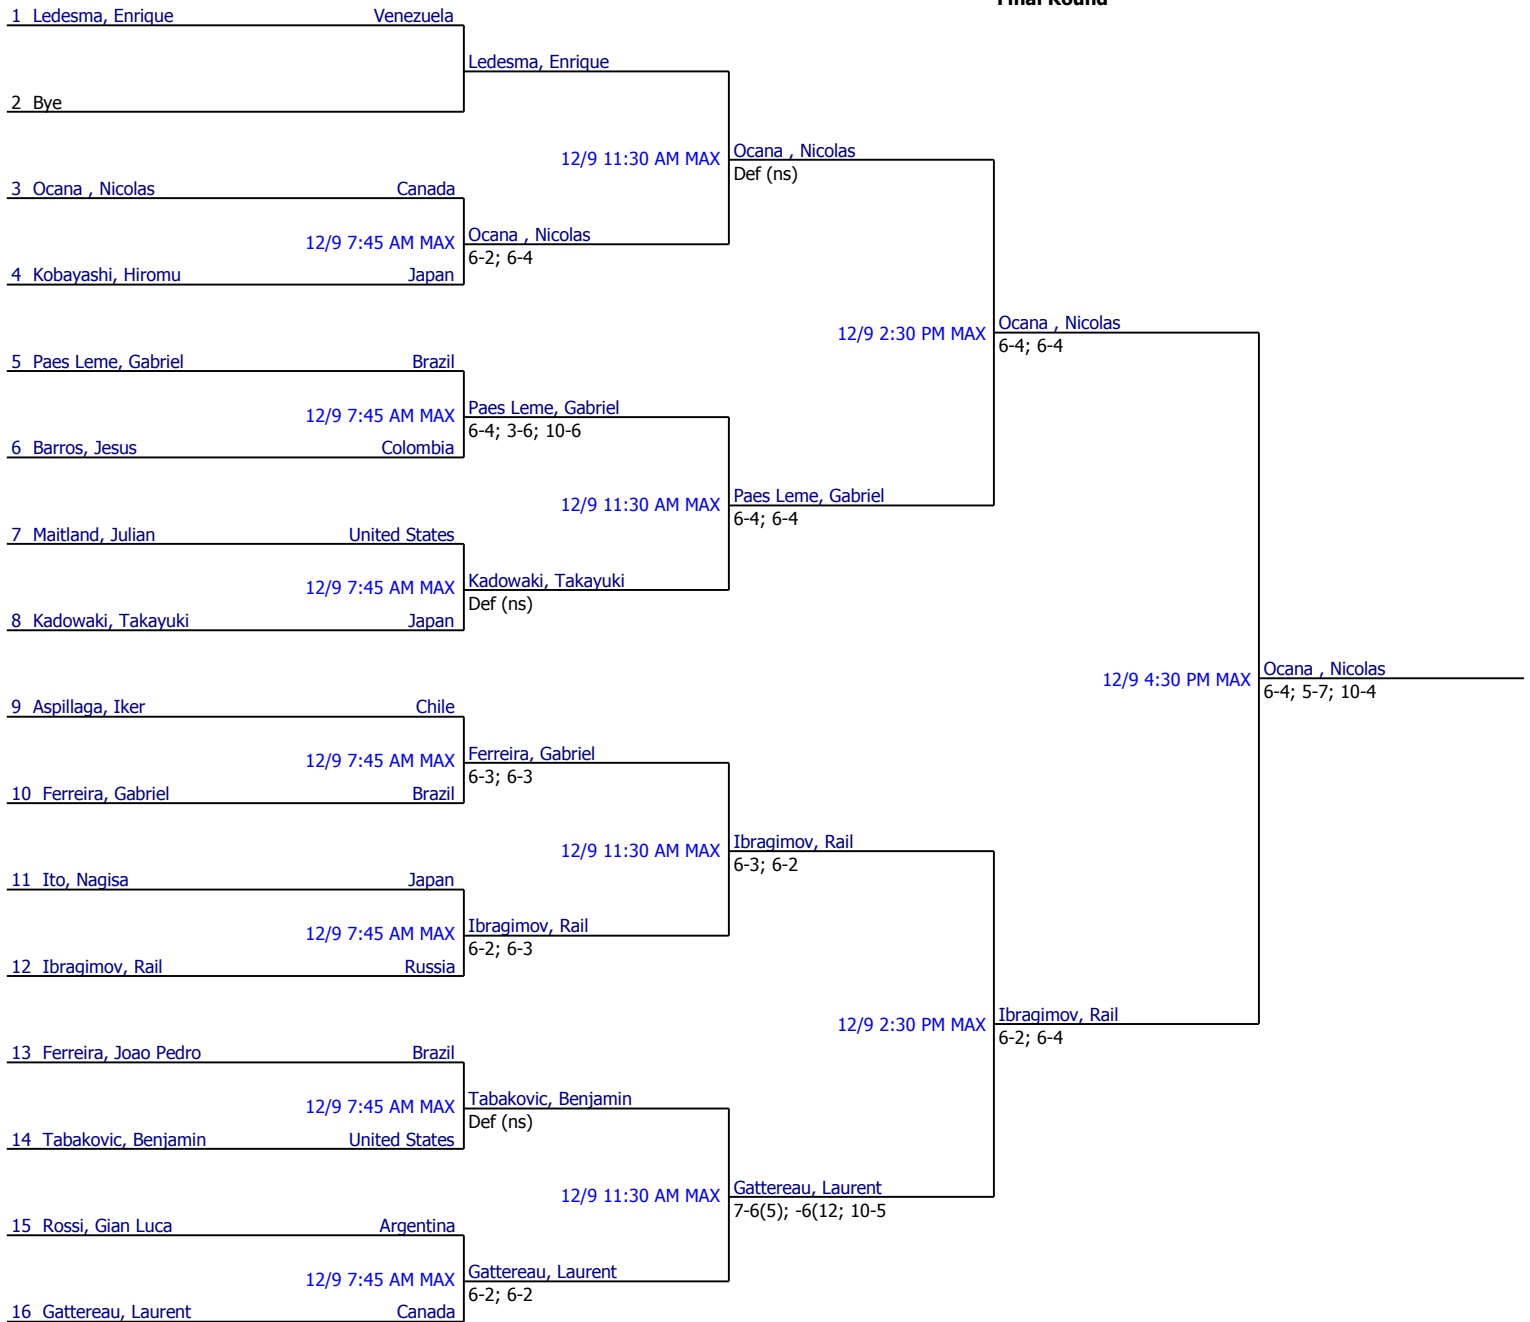 Final Round
1 Ledesma, Enrique Venezuela
Ledesma, Enrique
2 Bye
12/9 11:30 AM MAX Ocana , Nicolas
Def (ns)
3 Ocana , Nicolas Canada
12/9 7:45 AM MAX Ocana , Nicolas
6-2; 6-4
4 Kobayashi, Hiromu Japan
12/9 2:30 PM MAX Ocana , Nicolas
6-4; 6-4
5 Paes Leme, Gabriel Brazil
12/9 7:45 AM MAX Paes Leme, Gabriel
6-4; 3-6; 10-6
6 Barros, Jesus Colombia
12/9 11:30 AM MAX Paes Leme, Gabriel
6-4; 6-4
7 Maitland, Julian United States
12/9 7:45 AM MAX Kadowaki, Takayuki
Def (ns)
8 Kadowaki, Takayuki Japan
12/9 4:30 PM MAX Ocana , Nicolas
6-4; 5-7; 10-4
9 Aspillaga, Iker Chile
12/9 7:45 AM MAX Ferreira, Gabriel
6-3; 6-3
10 Ferreira, Gabriel Brazil
12/9 11:30 AM MAX Ibragimov, Rail
6-3; 6-2
11 Ito, Nagisa Japan
12/9 7:45 AM MAX Ibragimov, Rail
6-2; 6-3
12 Ibragimov, Rail Russia
12/9 2:30 PM MAX Ibragimov, Rail
6-2; 6-4
13 Ferreira, Joao Pedro Brazil
12/9 7:45 AM MAX Tabakovic, Benjamin
Def (ns)
14 Tabakovic, Benjamin United States
12/9 11:30 AM MAX Gattereau, Laurent
7-6(5); -6(12; 10-5
15 Rossi, Gian Luca Argentina
12/9 7:45 AM MAX Gattereau, Laurent
6-2; 6-2
16 Gattereau, Laurent Canada